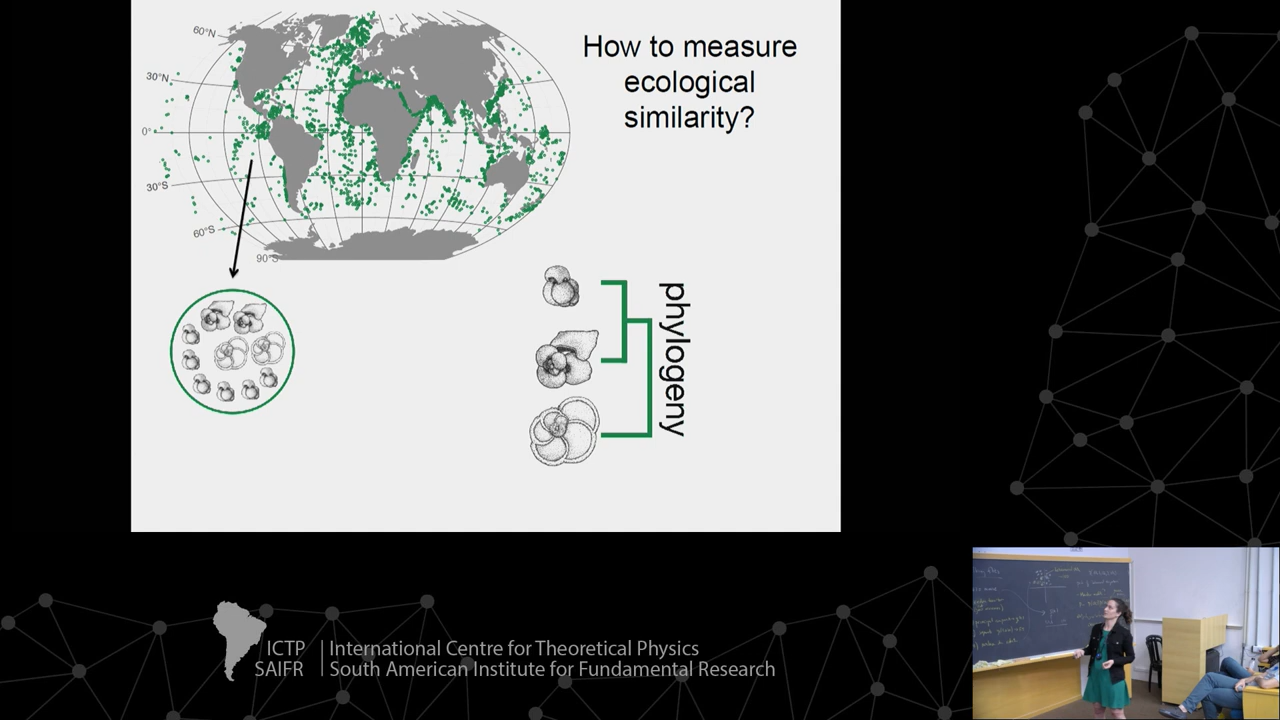 How to measure
ecological
similarity?
60°N
30°N
0°
30°S
60°S
90°S
phylogeny
ICTP
SAIFR
International Centre for Theoretical Physics
South American Institute for Fundamental Research